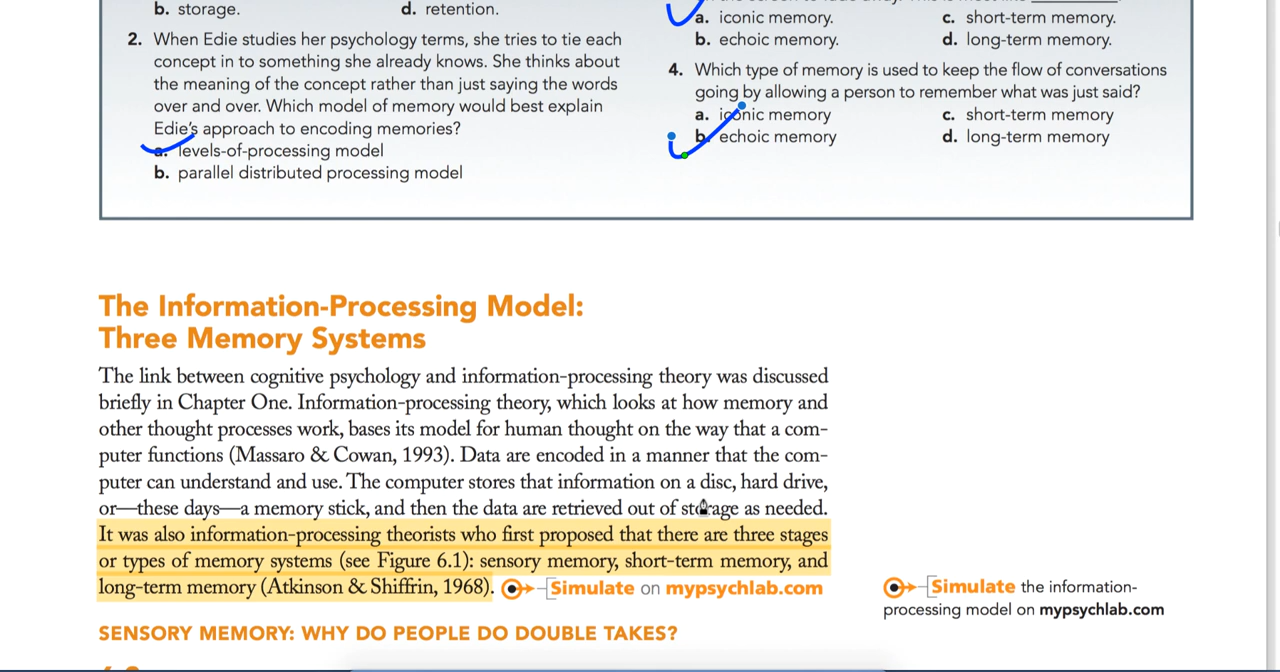 b. storage.
d. retention.
2. When Edie studies her psychology terms, she tries to tie each
concept in to something she already knows. She thinks about
the meaning of the concept rather than just saying the words
over and over. Which model of memory would best explain
Edie's approach to encoding memories?
a. levels-of-processing model
b. parallel distributed processing model
a. iconic memory.
c. short-term memory.
b. echoic memory.
d. long-term memory.
4. Which type of memory is used to keep the flow of conversations
going by allowing a person to remember what was just said?
a. iconic memory
c. short-term memory
b. echoic memory
d. long-term memory
The Information-Processing Model:
Three Memory Systems
The link between cognitive psychology and information-processing theory was discussed
briefly in Chapter One. Information-processing theory, which looks at how memory and
other thought processes work, bases its model for human thought on the way that a com-
puter functions (Massaro & Cowan, 1993). Data are encoded in a manner that the com-
puter can understand and use. The computer stores that information on a disc, hard drive,
or—these days—a memory stick, and then the data are retrieved out of storage as needed.
It was also information-processing theorists who first proposed that there are three stages
or types of memory systems (see Figure 6.1): sensory memory, short-term memory, and
long-term memory (Atkinson & Shiffrin, 1968). Simulate on mypsychlab.com
Simulate the information-
processing model on mypsychlab.com
SENSORY MEMORY: WHY DO PEOPLE DO DOUBLE TAKES?